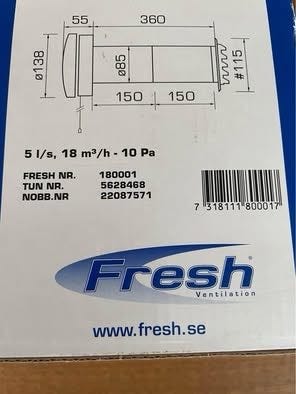 55 360
ø138
ø85
#115
150 150
5 l/s, 18 m³/h - 10 Pa
FRESH NR. 180001
TUN NR. 5628468
NOBB.NR 22087571
7 318111 800017
Fresh®
Ventilation
www.fresh.se